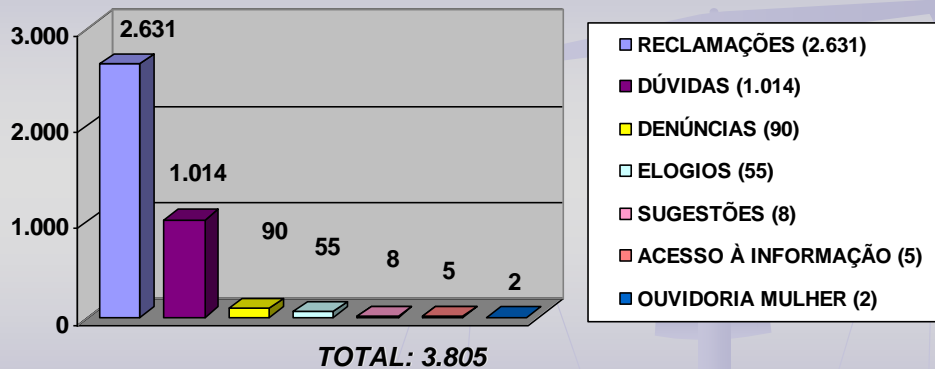 3.000
2.000
1.000
0
2.631
1.014
90
55
8
5
2
TOTAL: 3.805
RECLAMAÇÕES (2.631)
DÚVIDAS (1.014)
DENÚNCIAS (90)
ELOGIOS (55)
SUGESTÕES (8)
ACESSO À INFORMAÇÃO (5)
OUVIDORIA MULHER (2)